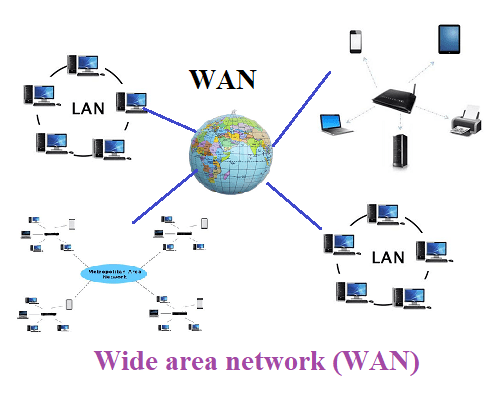 WAN
LAN
LAN
Metropolitan Area
Network
Wide area network (WAN)